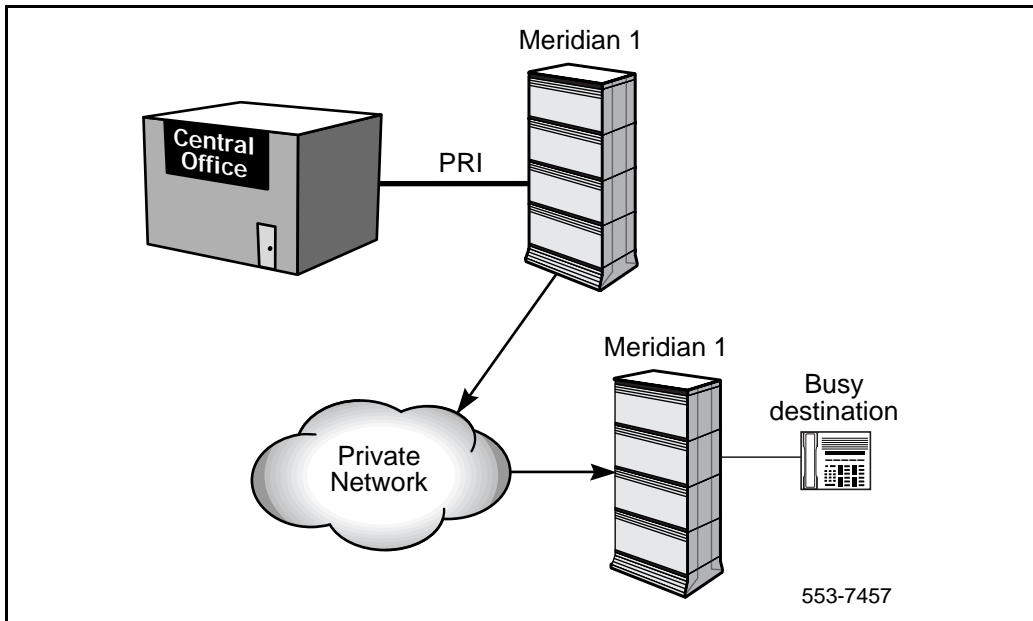 Meridian 1
Central
Office
PRI
Meridian 1
Busy
destination
Private
Network
553-7457